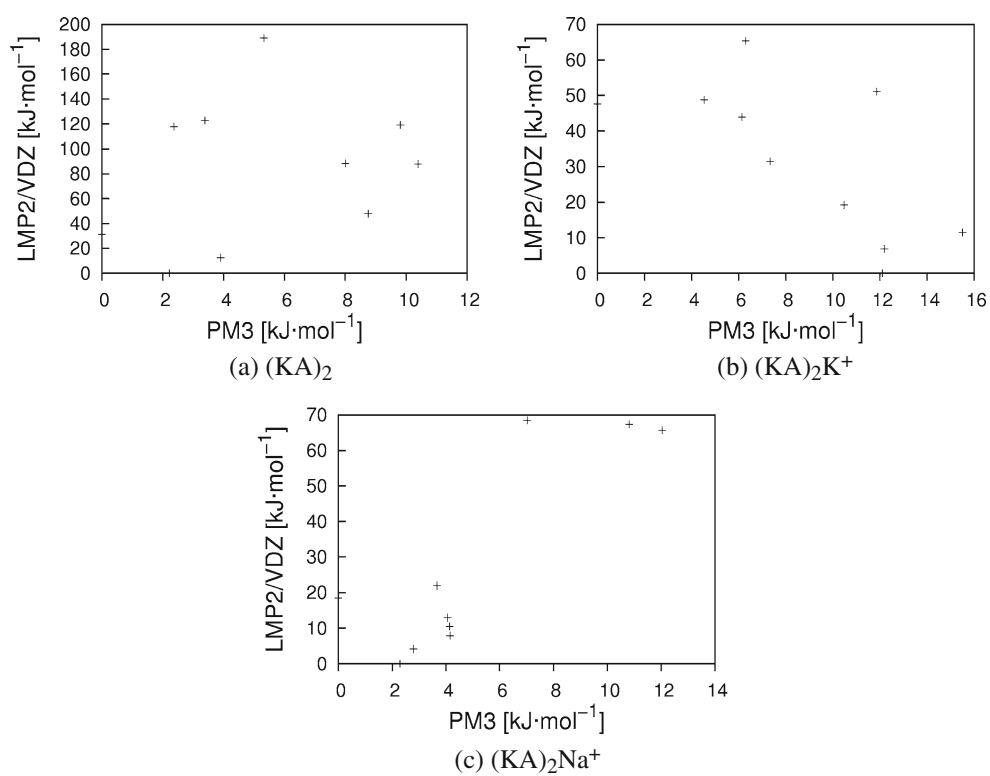 200
180
160
140
120
100
80
60
40
20
0
LMP2/VDZ [kJ·mol⁻¹]
0 2 4 6 8 10 12
PM3 [kJ·mol⁻¹]
(a) (KA)₂
70
60
50
40
30
20
10
0
LMP2/VDZ [kJ·mol⁻¹]
0 2 4 6 8 10 12 14 16
PM3 [kJ·mol⁻¹]
(b) (KA)₂K⁺
70
60
50
40
30
20
10
0
LMP2/VDZ [kJ·mol⁻¹]
0 2 4 6 8 10 12 14
PM3 [kJ·mol⁻¹]
(c) (KA)₂Na⁺